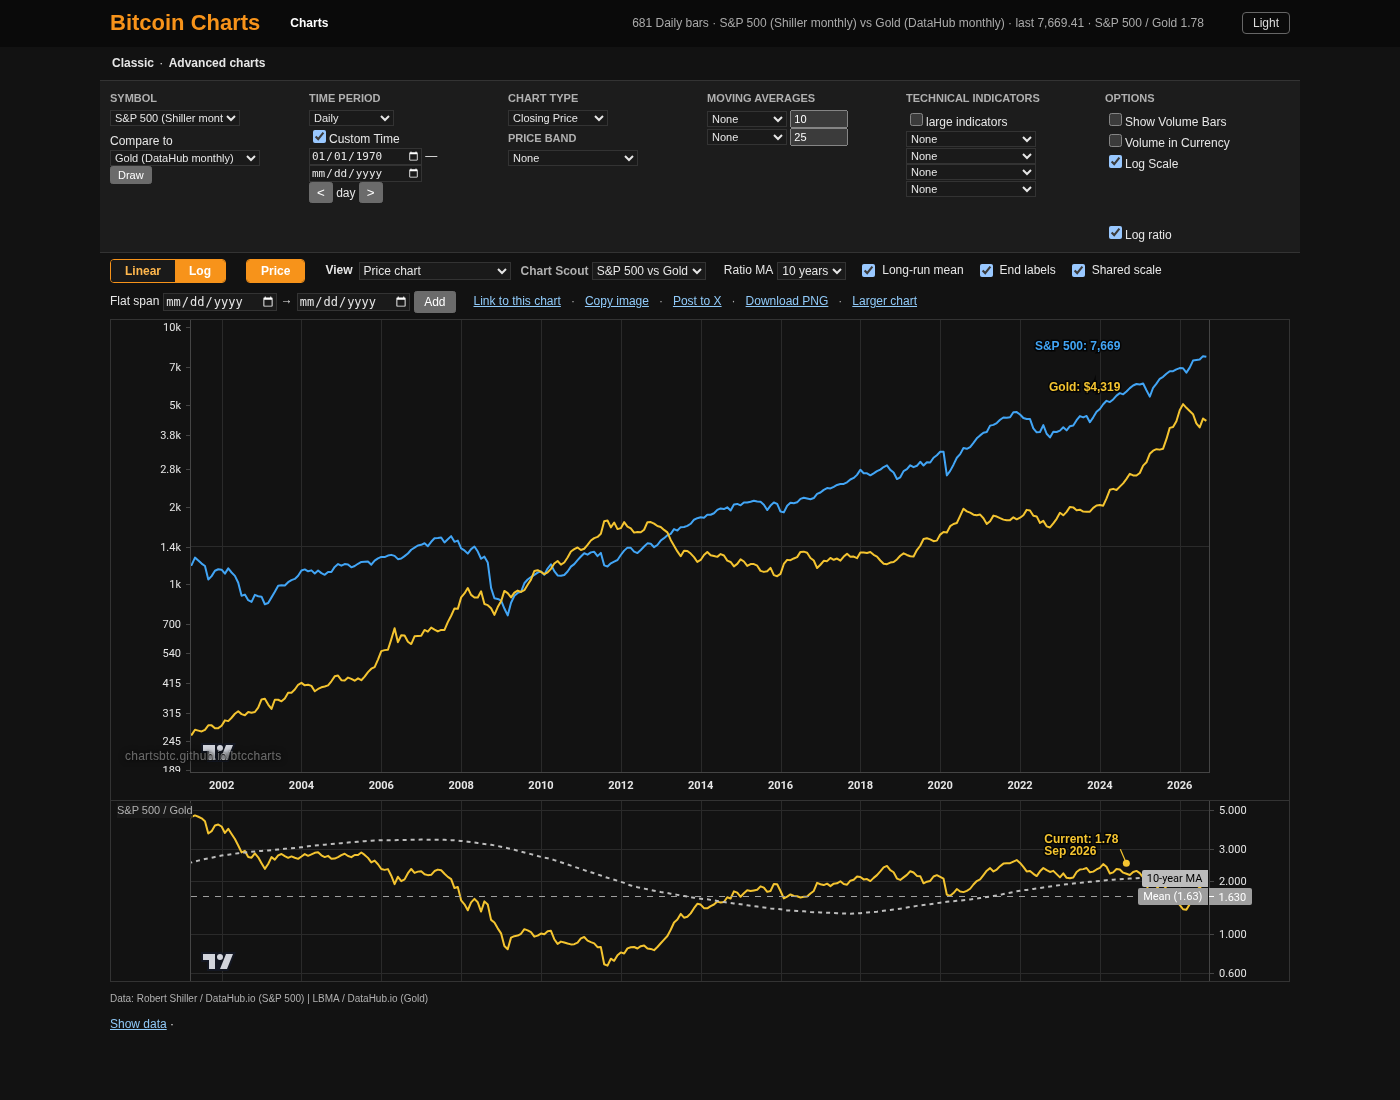 Bitcoin Charts
Charts
681 Daily bars · S&P 500 (Shiller monthly) vs Gold (DataHub monthly) · last 7,669.41 · S&P 500 / Gold 1.78
Light
Classic · Advanced charts
SYMBOL
S&P 500 (Shiller mont
Compare to
Gold (DataHub monthly)
Draw
TIME PERIOD
Daily
Custom Time
01/01/1970 —
mm/dd/yyyy
< day >
CHART TYPE
Closing Price
PRICE BAND
None
MOVING AVERAGES
None 10
None 25
TECHNICAL INDICATORS
large indicators
None
None
None
None
OPTIONS
Show Volume Bars
Volume in Currency
Log Scale
Log ratio
Linear Log Price View Price chart Chart Scout S&P 500 vs Gold Ratio MA 10 years Long-run mean End labels Shared scale
Flat span mm/dd/yyyy → mm/dd/yyyy Add Link to this chart · Copy image · Post to X · Download PNG · Larger chart
10k
7k
5k
3.8k
2.8k
2k
1.4k
1k
700
540
415
315
245
189
S&P 500: 7,669
Gold: $4,319
chartsbtc.github.io/btccharts
2002 2004 2006 2008 2010 2012 2014 2016 2018 2020 2022 2024 2026
S&P 500 / Gold
5.000
3.000
2.000
1.630
1.000
0.600
Current: 1.78
Sep 2026
10-year MA
Mean (1.63)
Data: Robert Shiller / DataHub.io (S&P 500) | LBMA / DataHub.io (Gold)
Show data ·